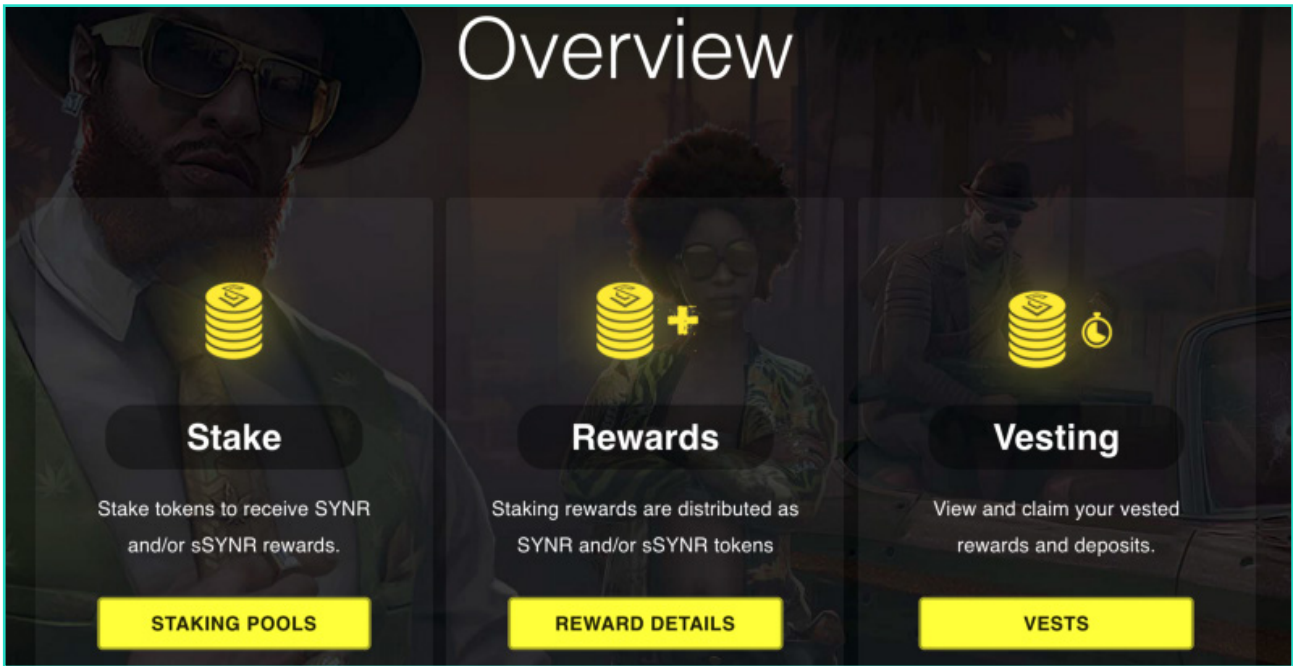 Overview
Stake
Stake tokens to receive SYNR
and/or sSYNR rewards.
STAKING POOLS
Rewards
Staking rewards are distributed as
SYNR and/or sSYNR tokens
REWARD DETAILS
Vesting
View and claim your vested
rewards and deposits.
VESTS